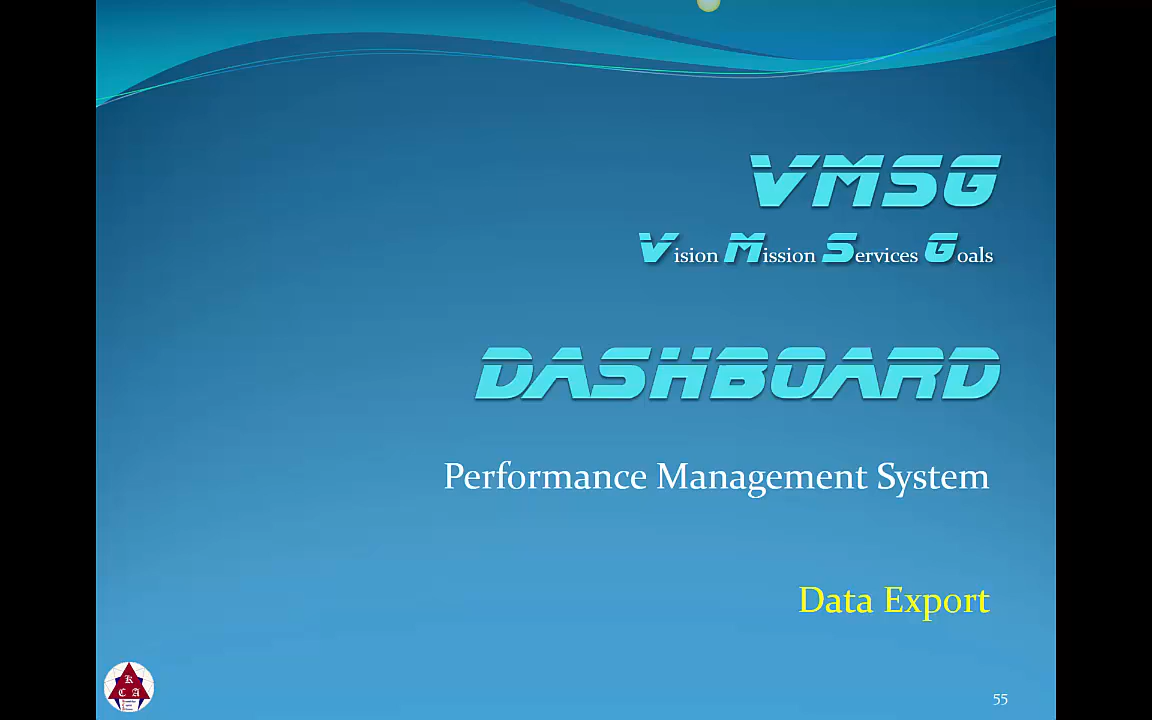 VMSG
Vision Mission Services Goals
DASHBOARD
Performance Management System
Data Export
K
C A
55